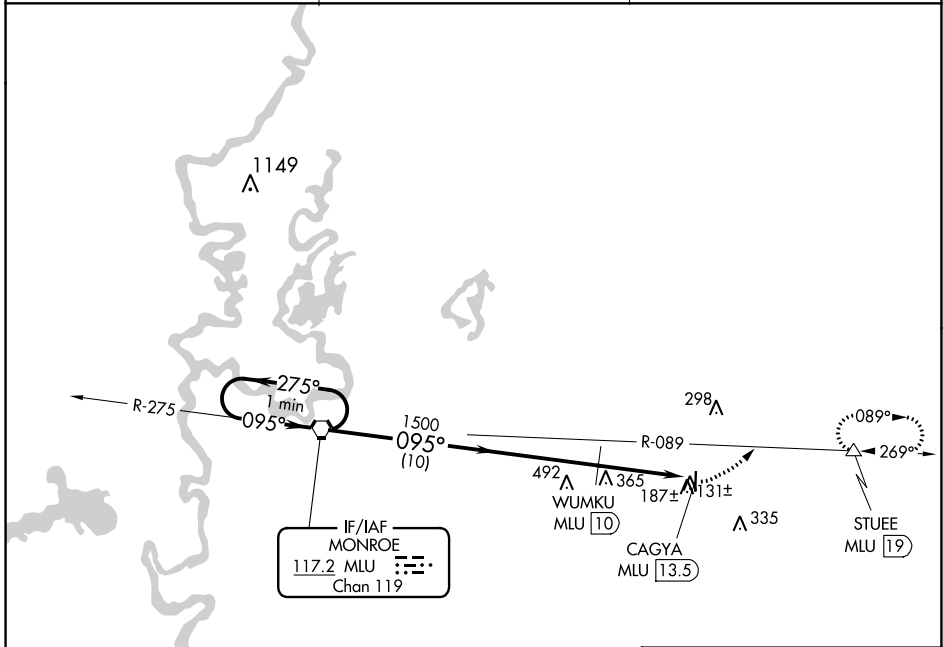 1149
275°
1 min
R-275
095°
1500
095°
(10)
R-089
298
089°
269°
492
365
187±
131±
WUMKU
MLU 10
335
CAGYA
MLU 13.5
STUEE
MLU 19
IF/IAF
MONROE
117.2 MLU
Chan 119